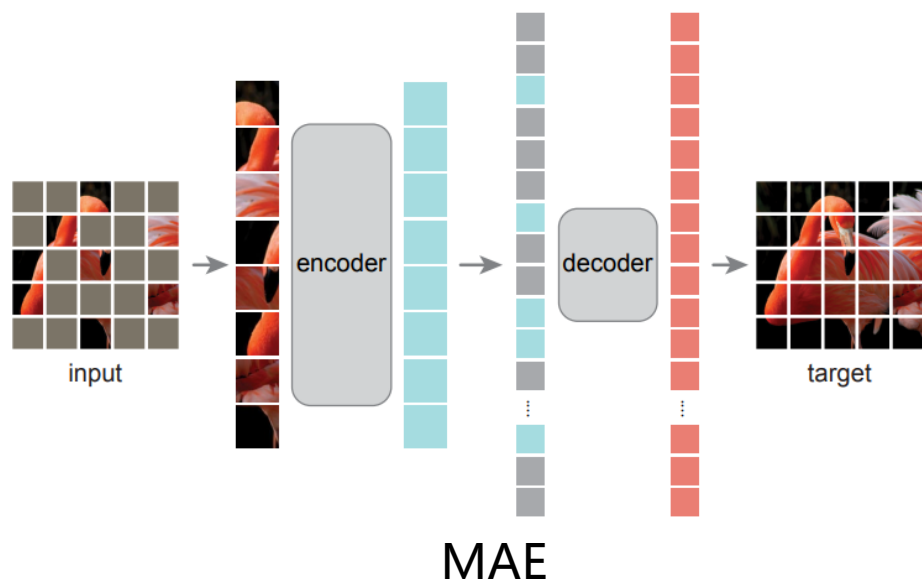 input
encoder
decoder
target
MAE